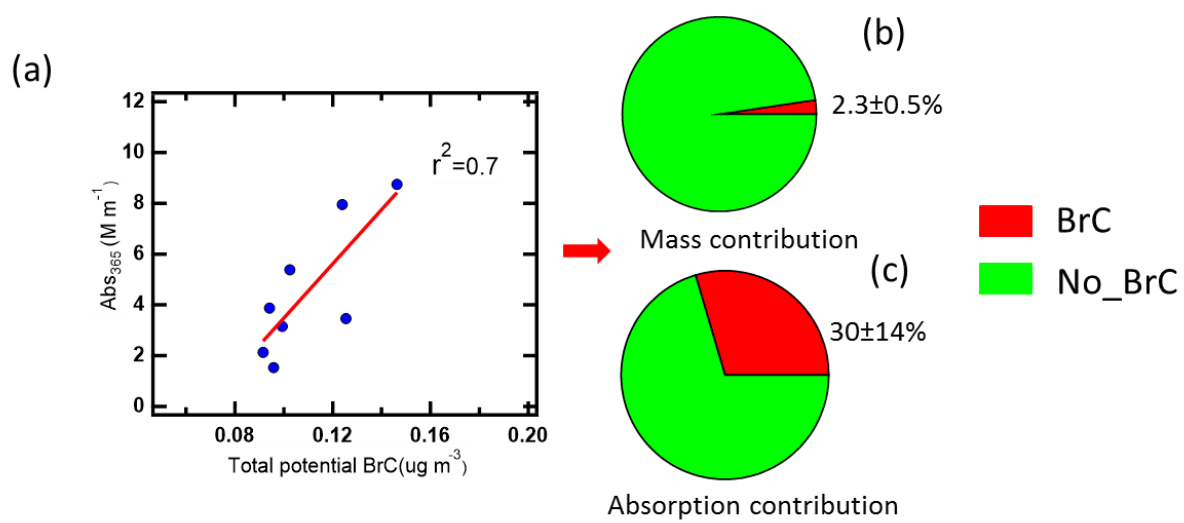 (a)
12
10
8
6
4
2
0
Abs365 (M m-1)
r2=0.7
0.08 0.12 0.16 0.20
Total potential BrC(ug m-3)
(b)
2.3±0.5%
Mass contribution
(c)
30±14%
Absorption contribution
BrC
No_BrC